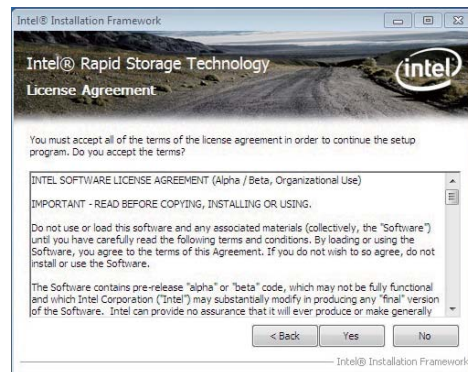 Intel® Installation Framework
Intel® Rapid Storage Technology
License Agreement
intel
You must accept all of the terms of the license agreement in order to continue the setup
program. Do you accept the terms?
INTEL SOFTWARE LICENSE AGREEMENT (Alpha / Beta, Organizational Use)
IMPORTANT - READ BEFORE COPYING, INSTALLING OR USING.
Do not use or load this software and any associated materials (collectively, the "Software")
until you have carefully read the following terms and conditions. By loading or using the
Software, you agree to the terms of this Agreement. If you do not wish to so agree, do not
install or use the Software.
The Software contains pre-release "alpha" or "beta" code, which may not be fully functional
and which Intel Corporation ("Intel") may substantially modify in producing any "final" version
of the Software. Intel can provide no assurance that it will ever produce or make generally
< Back Yes No
Intel® Installation Framework